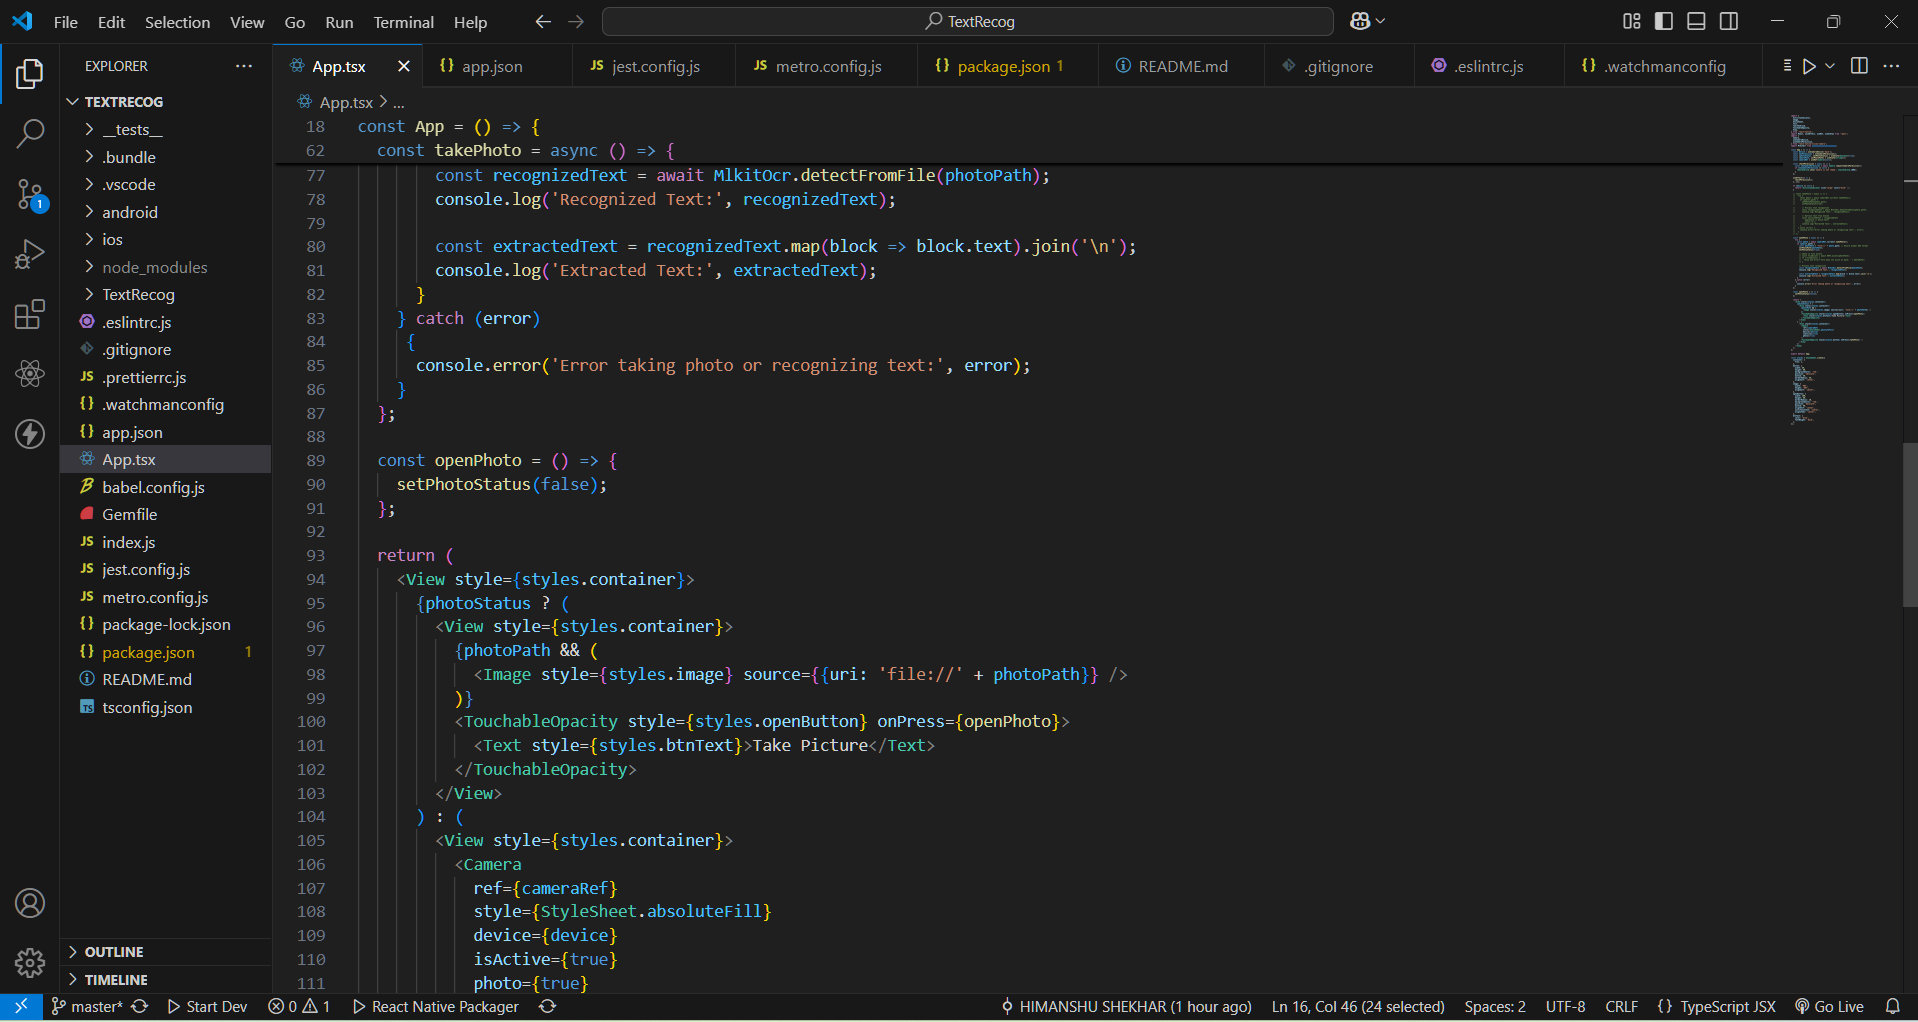 File Edit Selection View Go Run Terminal Help
TextRecog
EXPLORER
TEXTRECOG
__tests__
.bundle
.vscode
android
ios
node_modules
TextRecog
.eslintrc.js
.gitignore
JS .prettierrc.js
{} .watchmanconfig
{} app.json
App.tsx
babel.config.js
Gemfile
JS index.js
JS jest.config.js
JS metro.config.js
{} package-lock.json
{} package.json 1
README.md
TS tsconfig.json
OUTLINE
TIMELINE
1
App.tsx {} app.json JS jest.config.js JS metro.config.js {} package.json 1 README.md .gitignore .eslintrc.js {} .watchmanconfig
App.tsx > ...
18 const App = () => {
62 const takePhoto = async () => {
77 const recognizedText = await MlkitOcr.detectFromFile(photoPath);
78 console.log('Recognized Text:', recognizedText);
79
80 const extractedText = recognizedText.map(block => block.text).join('\n');
81 console.log('Extracted Text:', extractedText);
82 }
83 } catch (error)
84 {
85 console.error('Error taking photo or recognizing text:', error);
86 }
87 };
88
89 const openPhoto = () => {
90 setPhotoStatus(false);
91 };
92
93 return (
94 <View style={styles.container}>
95 {photoStatus ? (
96 <View style={styles.container}>
97 {photoPath && (
98 <Image style={styles.image} source={{uri: 'file://' + photoPath}} />
99 )}
100 <TouchableOpacity style={styles.openButton} onPress={openPhoto}>
101 <Text style={styles.btnText}>Take Picture</Text>
102 </TouchableOpacity>
103 </View>
104 ) : (
105 <View style={styles.container}>
106 <Camera
107 ref={cameraRef}
108 style={StyleSheet.absoluteFill}
109 device={device}
110 isActive={true}
111 photo={true}
master* Start Dev 0 1 React Native Packager HIMANSHU SHEKHAR (1 hour ago) Ln 16, Col 46 (24 selected) Spaces: 2 UTF-8 CRLF {} TypeScript JSX Go Live